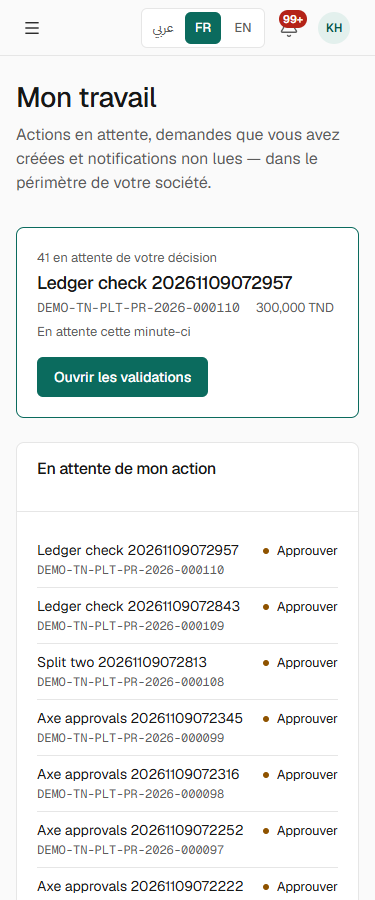 عربي FR EN 99+ KH
Mon travail
Actions en attente, demandes que vous avez
créées et notifications non lues — dans le
périmètre de votre société.
41 en attente de votre décision
Ledger check 20261109072957
DEMO-TN-PLT-PR-2026-000110 300,000 TND
En attente cette minute-ci
Ouvrir les validations
En attente de mon action
Ledger check 20261109072957 Approuver
DEMO-TN-PLT-PR-2026-000110
Ledger check 20261109072843 Approuver
DEMO-TN-PLT-PR-2026-000109
Split two 20261109072813 Approuver
DEMO-TN-PLT-PR-2026-000108
Axe approvals 20261109072345 Approuver
DEMO-TN-PLT-PR-2026-000099
Axe approvals 20261109072316 Approuver
DEMO-TN-PLT-PR-2026-000098
Axe approvals 20261109072252 Approuver
DEMO-TN-PLT-PR-2026-000097
Axe approvals 20261109072222 Approuver